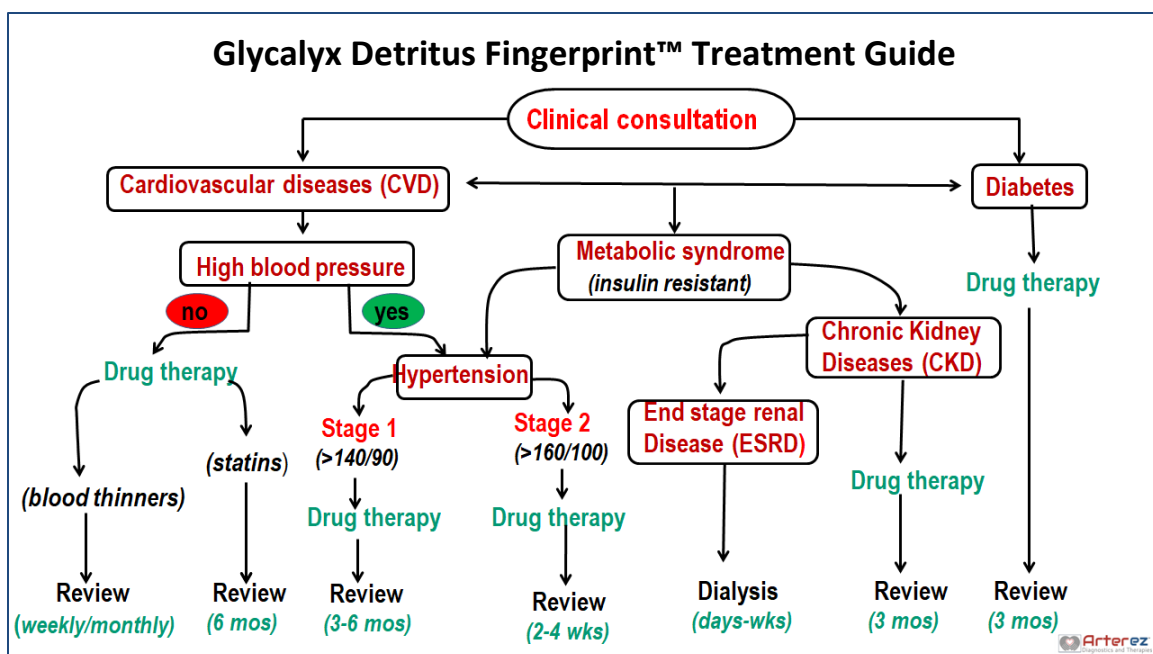 Glycalyx Detritus Fingerprint™ Treatment Guide
Clinical consultation
Cardiovascular diseases (CVD)
Diabetes
High blood pressure
Metabolic syndrome
(insulin resistant)
no
yes
Drug therapy
Drug therapy
Hypertension
Chronic Kidney
Diseases (CKD)
Stage 1
(>140/90)
Stage 2
(>160/100)
End stage renal
Disease (ESRD)
(statins)
(blood thinners)
Drug therapy
Drug therapy
Drug therapy
Review
(weekly/monthly)
Review
(6 mos)
Review
(3-6 mos)
Review
(2-4 wks)
Dialysis
(days-wks)
Review
(3 mos)
Review
(3 mos)
Arterez
Diagnostics and Therapies